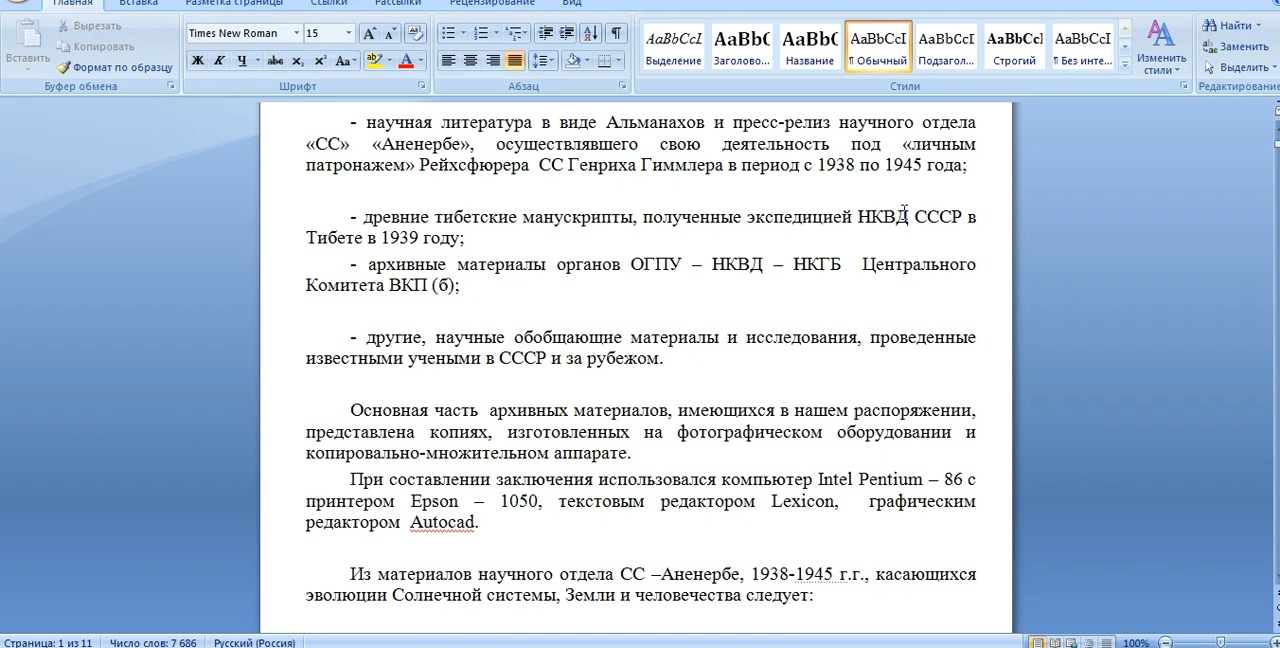 Главная Вставка Разметка страницы Ссылки Рассылки Рецензирование Вид
Вставить
Вырезать
Копировать
Формат по образцу
Буфер обмена
Times New Roman 15
Ж К Ч abc x₂ x² Aa ab A
Шрифт
Абзац
AaBbCcI AaBbC AaBbC AaBbCcI AaBbCcI AaBbCcI AaBbCcI
Выделение Заголово... Название ¶ Обычный Подзагол... Строгий ¶ Без инте...
Стили
Изменить
стили
Найти
Заменить
Выделить
Редактирование
- научная литература в виде Альманахов и пресс-релиз научного отдела
«СС» «Аненербе», осуществлявшего свою деятельность под «личным
патронажем» Рейхсфюрера СС Генриха Гиммлера в период с 1938 по 1945 года;
- древние тибетские манускрипты, полученные экспедицией НКВД СССР в
Тибете в 1939 году;
- архивные материалы органов ОГПУ – НКВД – НКГБ Центрального
Комитета ВКП (б);
- другие, научные обобщающие материалы и исследования, проведенные
известными учеными в СССР и за рубежом.
Основная часть архивных материалов, имеющихся в нашем распоряжении,
представлена копиях, изготовленных на фотографическом оборудовании и
копировально-множительном аппарате.
При составлении заключения использовался компьютер Intel Pentium – 86 с
принтером Epson – 1050, текстовым редактором Lexicon, графическим
редактором Autocad.
Из материалов научного отдела СС –Аненербе, 1938-1945 г.г., касающихся
эволюции Солнечной системы, Земли и человечества следует:
Страница: 1 из 11 Число слов: 7 686 Русский (Россия) 100%